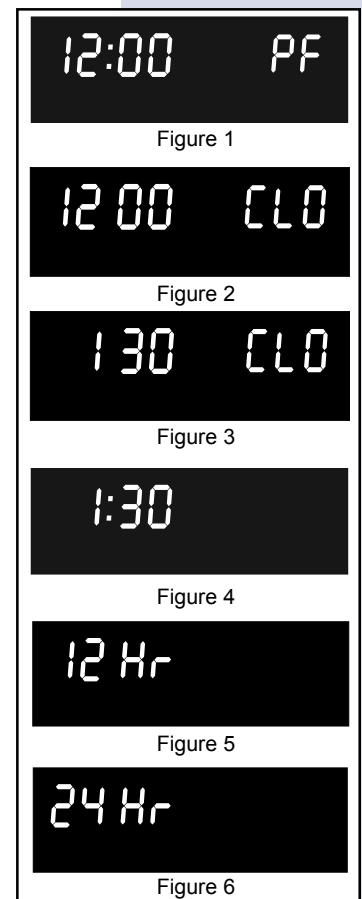 12:00 PF
Figure 1
12 00 CLO
Figure 2
1 30 CLO
Figure 3
1:30
Figure 4
12 Hr
Figure 5
24 Hr
Figure 6